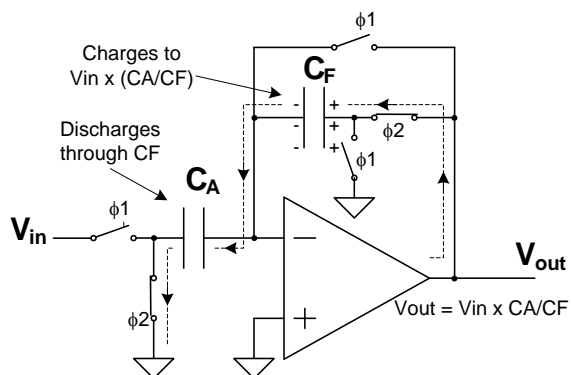 ϕ1
Charges to
Vin x (CA/CF)
CF
- + 
- +
- +
ϕ2
ϕ1
Discharges
through CF
CA
Vin
ϕ1
ϕ2
−
+
Vout
Vout = Vin x CA/CF